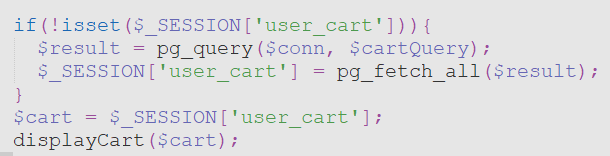 if(!isset($_SESSION['user_cart'])){
  $result = pg_query($conn, $cartQuery);
  $_SESSION['user_cart'] = pg_fetch_all($result);
}
$cart = $_SESSION['user_cart'];
displayCart($cart);